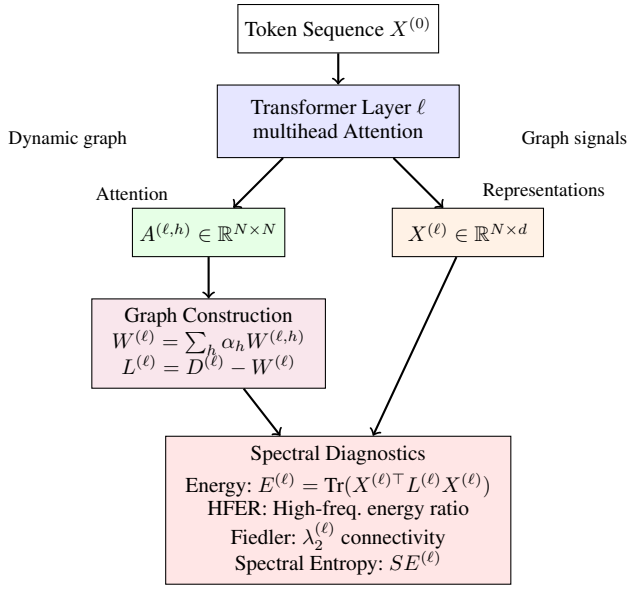 Token Sequence X^{(0)}
Transformer Layer ℓ
multihead Attention
Dynamic graph
Graph signals
Attention
Representations
A^{(ℓ,h)} ∈ ℝ^{N×N}
X^{(ℓ)} ∈ ℝ^{N×d}
Graph Construction
W^{(ℓ)} = ∑_h α_h W^{(ℓ,h)}
L^{(ℓ)} = D^{(ℓ)} − W^{(ℓ)}
Spectral Diagnostics
Energy: E^{(ℓ)} = Tr(X^{(ℓ)⊤} L^{(ℓ)} X^{(ℓ)})
HFER: High-freq. energy ratio
Fiedler: λ_2^{(ℓ)} connectivity
Spectral Entropy: SE^{(ℓ)}